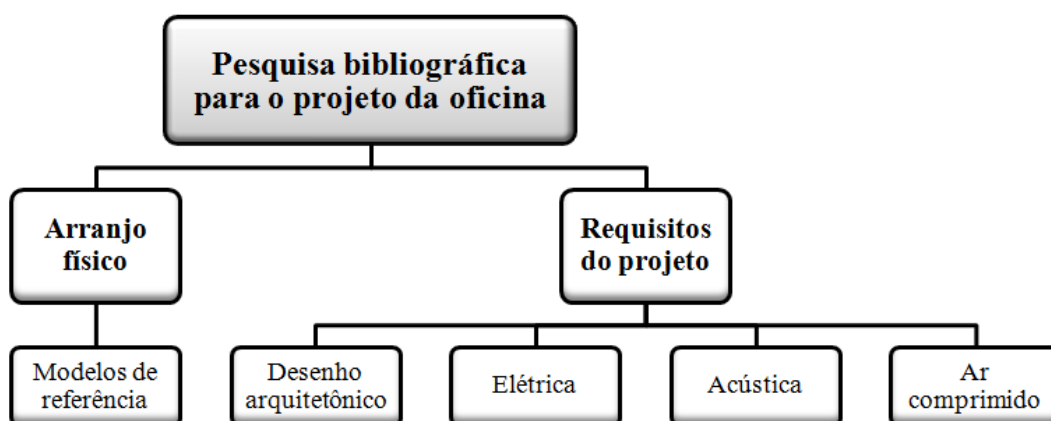 Pesquisa bibliográfica
para o projeto da oficina
Arranjo
físico
Requisitos
do projeto
Modelos de
referência
Desenho
arquitetônico
Elétrica
Acústica
Ar
comprimido